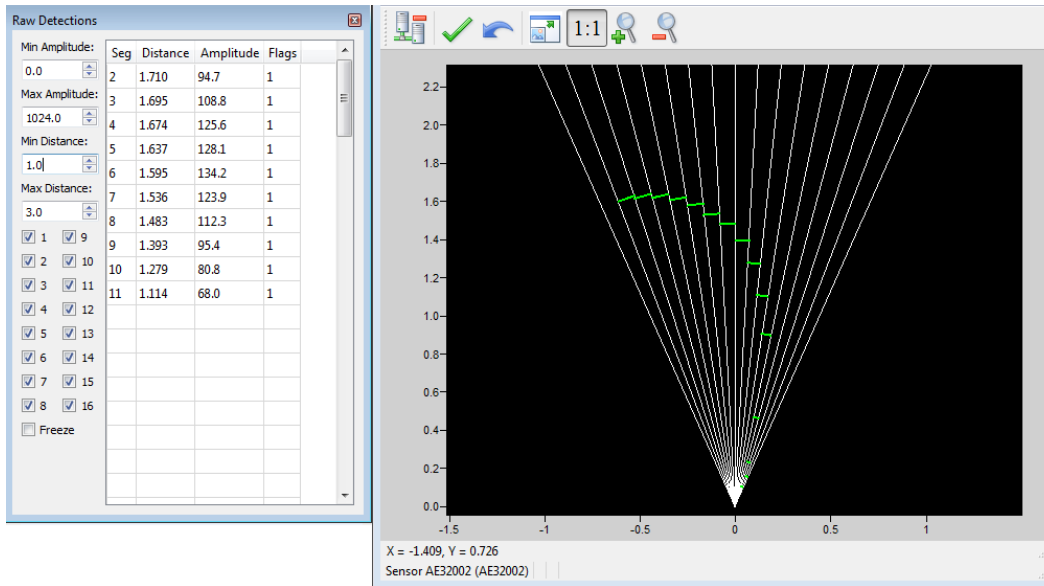 Raw Detections
Min Amplitude:
0.0
Max Amplitude:
1024.0
Min Distance:
1.0
Max Distance:
3.0
1 9
2 10
3 11
4 12
5 13
6 14
7 15
8 16
Freeze
Seg Distance Amplitude Flags
2 1.710 94.7 1
3 1.695 108.8 1
4 1.674 125.6 1
5 1.637 128.1 1
6 1.595 134.2 1
7 1.536 123.9 1
8 1.483 112.3 1
9 1.393 95.4 1
10 1.279 80.8 1
11 1.114 68.0 1
1:1
2.2
2.0
1.8
1.6
1.4
1.2
1.0
0.8
0.6
0.4
0.2
0.0
-1.5 -1 -0.5 0 0.5 1
X = -1.409, Y = 0.726
Sensor AE32002 (AE32002)